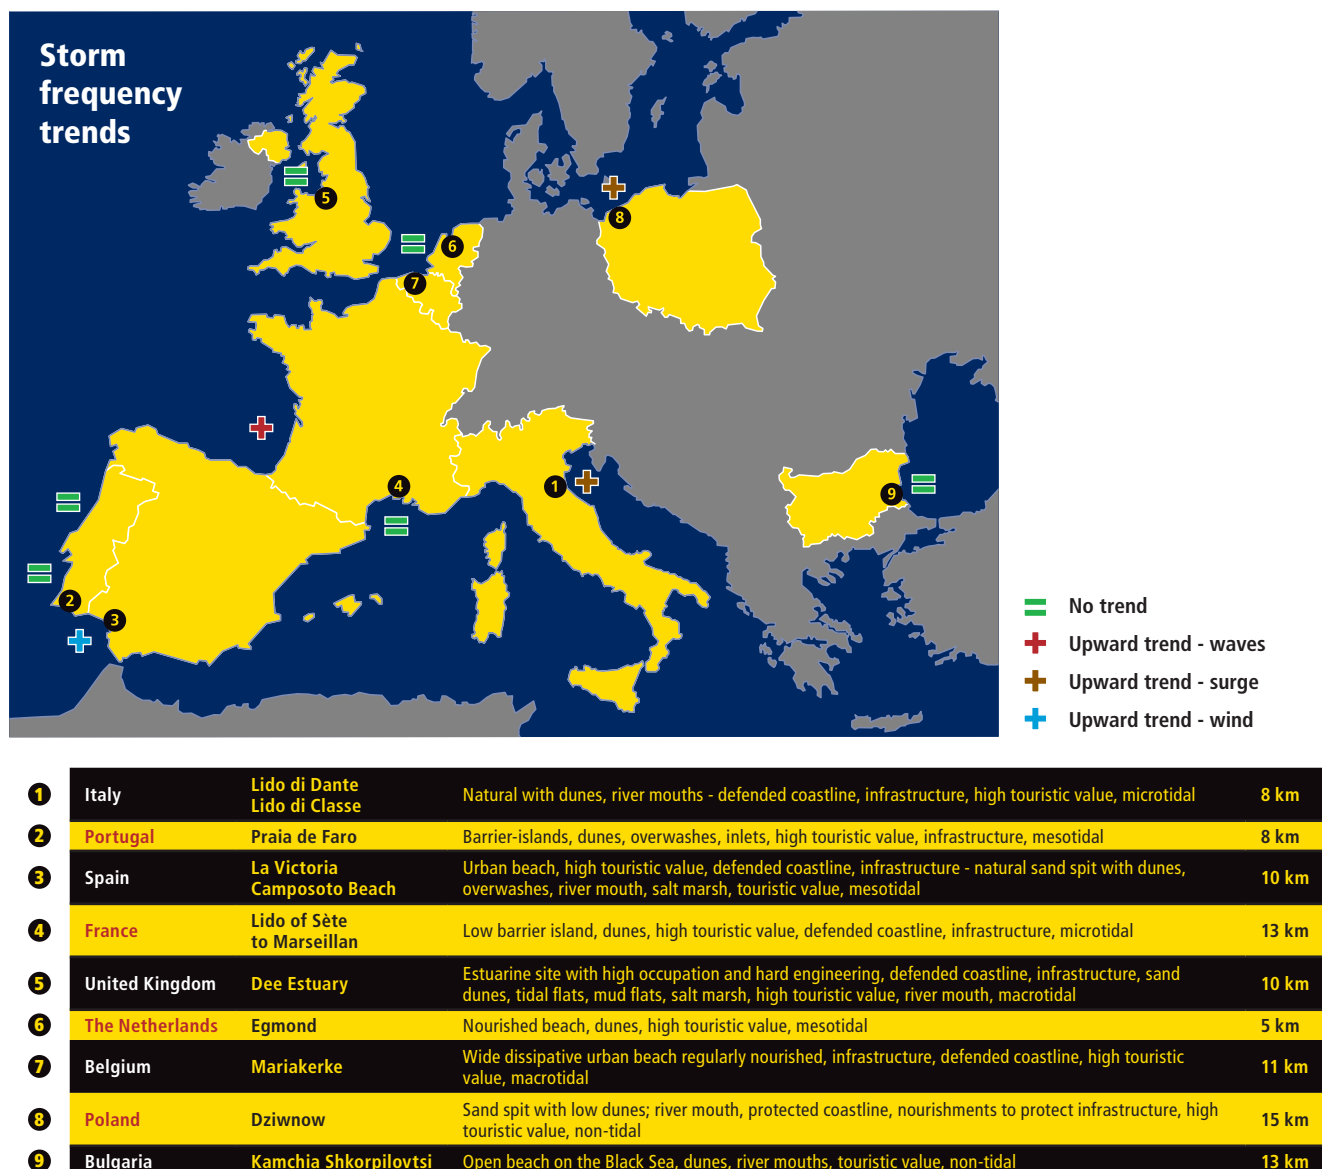 Storm
frequency
trends
5
6
7
8
4
1
9
2
3
No trend
Upward trend - waves
Upward trend - surge
Upward trend - wind
1 Italy Lido di Dante
Lido di Classe Natural with dunes, river mouths - defended coastline, infrastructure, high touristic value, microtidal 8 km
2 Portugal Praia de Faro Barrier-islands, dunes, overwashes, inlets, high touristic value, infrastructure, mesotidal 8 km
3 Spain La Victoria
Camposoto Beach Urban beach, high touristic value, defended coastline, infrastructure - natural sand spit with dunes,
overwashes, river mouth, salt marsh, touristic value, mesotidal 10 km
4 France Lido of Sète
to Marseillan Low barrier island, dunes, high touristic value, defended coastline, infrastructure, microtidal 13 km
5 United Kingdom Dee Estuary Estuarine site with high occupation and hard engineering, defended coastline, infrastructure, sand
dunes, tidal flats, mud flats, salt marsh, high touristic value, river mouth, macrotidal 10 km
6 The Netherlands Egmond Nourished beach, dunes, high touristic value, mesotidal 5 km
7 Belgium Mariakerke Wide dissipative urban beach regularly nourished, infrastructure, defended coastline, high touristic
value, macrotidal 11 km
8 Poland Dziwnow Sand spit with low dunes; river mouth, protected coastline, nourishments to protect infrastructure, high
touristic value, non-tidal 15 km
9 Bulgaria Kamchia Shkorpilovtsi Open beach on the Black Sea, dunes, river mouths, touristic value, non-tidal 13 km